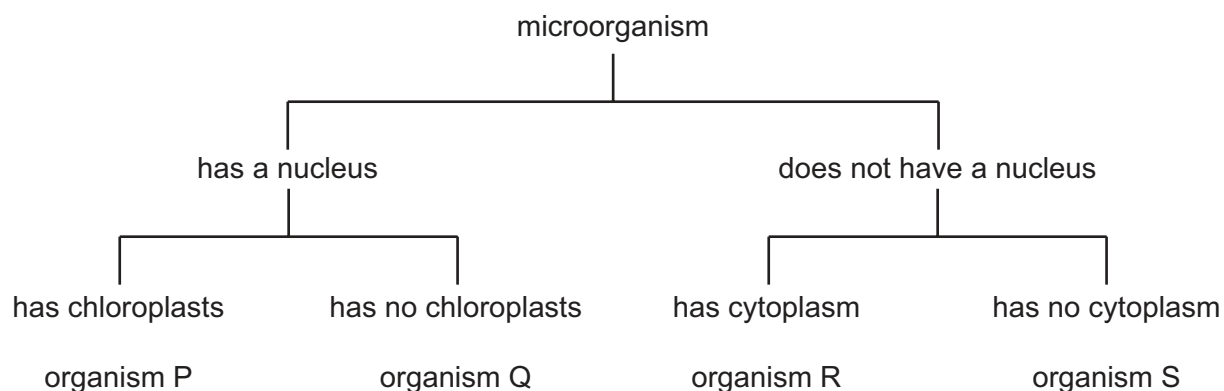 microorganism
has a nucleus
does not have a nucleus
has chloroplasts
has no chloroplasts
has cytoplasm
has no cytoplasm
organism P
organism Q
organism R
organism S